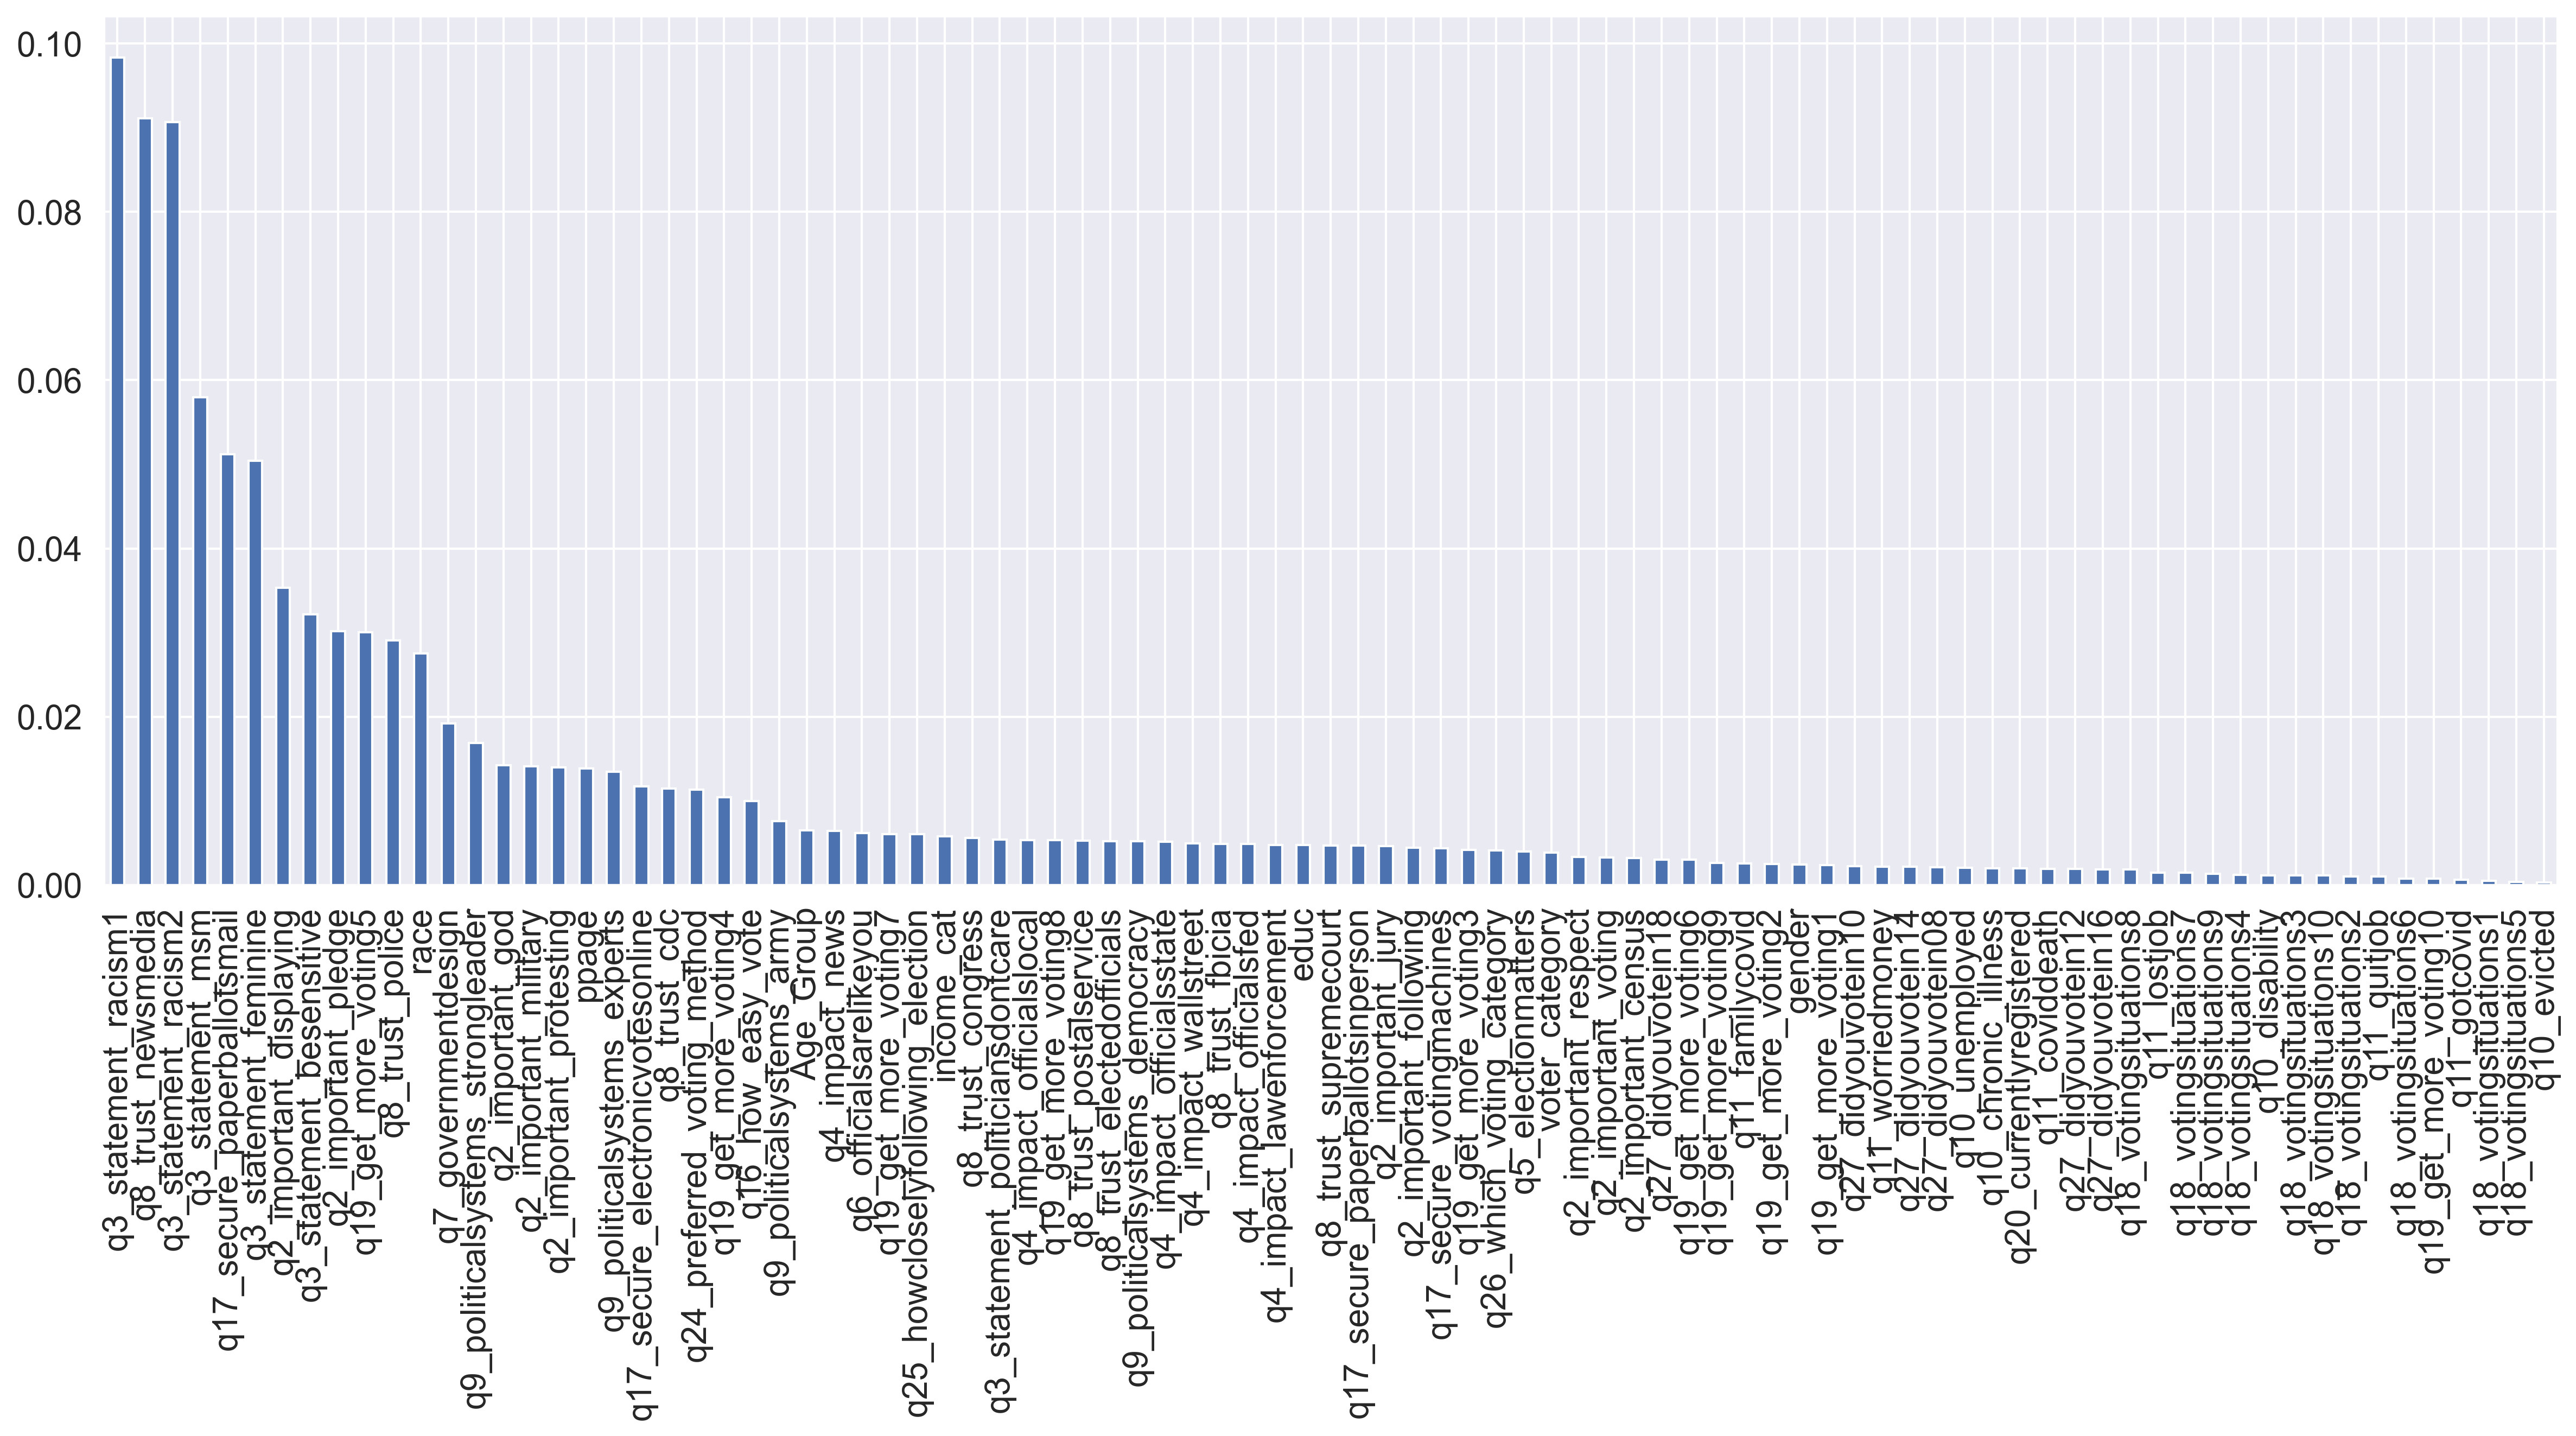 0.10
0.08
0.06
0.04
0.02
0.00
q3_statement_racism1
q8_trust_newsmedia
q3_statement_racism2
q3_statement_msm
q17_secure_paperballotsmail
q3_statement_feminine
q2_important_displaying
q3_statement_besensitive
q2_important_pledge
q19_get_more_voting5
q8_trust_police
race
q7_governmentdesign
q9_politicalsystems_strongleader
q2_important_god
q2_important_military
q2_important_protesting
ppage
q9_politicalsystems_experts
q17_secure_electronicvotesonline
q8_trust_cdc
q24_preferred_voting_method
q19_get_more_voting4
q16_how_easy_vote
q9_politicalsystems_army
Age_Group
q4_impact_news
q6_officialsarelikeyou
q19_get_more_voting7
q25_howcloselyfollowing_election
income_cat
q8_trust_congress
q3_statement_politiciansdontcare
q4_impact_officialslocal
q19_get_more_voting8
q8_trust_postalservice
q8_trust_electedofficials
q9_politicalsystems_democracy
q4_impact_officialsstate
q4_impact_wallstreet
q8_trust_fbicia
q4_impact_officialsfed
q4_impact_lawenforcement
educ
q8_trust_supremecourt
q17_secure_paperballotsinperson
q2_important_jury
q2_important_following
q17_secure_votingmachines
q19_get_more_voting3
q26_which_voting_category
q5_electionmatters
voter_category
q2_important_respect
q2_important_voting
q2_important_census
q27_didyouvotein18
q19_get_more_voting6
q19_get_more_voting9
q11_familycovid
q19_get_more_voting2
gender
q19_get_more_voting1
q27_didyouvotein10
q11_worriedmoney
q27_didyouvotein14
q27_didyouvotein08
q10_unemployed
q10_chronic_illness
q20_currentlyregistered
q11_coviddeath
q27_didyouvotein12
q27_didyouvotein16
q18_votingsituations8
q11_lostjob
q18_votingsituations7
q18_votingsituations9
q18_votingsituations4
q10_disability
q18_votingsituations3
q18_votingsituations10
q18_votingsituations2
q11_quitjob
q18_votingsituations6
q19_get_more_voting10
q11_gotcovid
q18_votingsituations1
q18_votingsituations5
q10_evicted